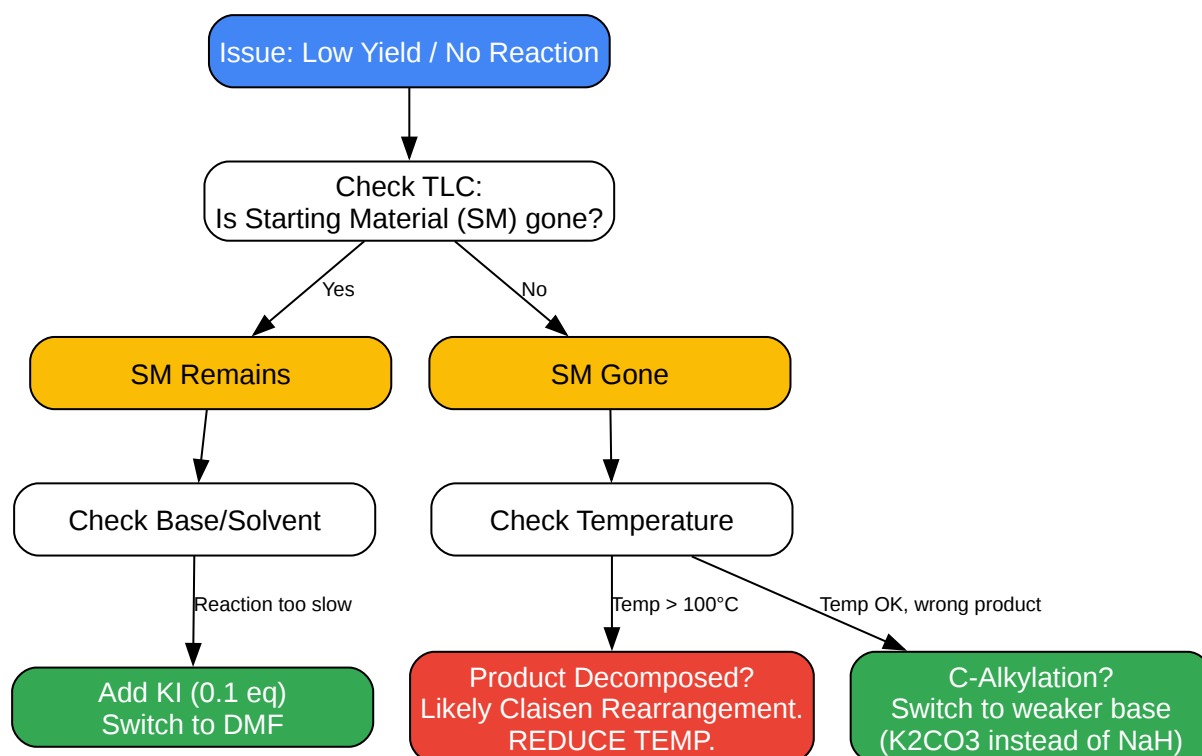 Issue: Low Yield / No Reaction
Check TLC:
Is Starting Material (SM) gone?
Yes
No
SM Remains
SM Gone
Check Base/Solvent
Check Temperature
Reaction too slow
Temp > 100°C
Temp OK, wrong product
Add KI (0.1 eq)
Switch to DMF
Product Decomposed?
Likely Claisen Rearrangement.
REDUCE TEMP.
C-Alkylation?
Switch to weaker base
(K2CO3 instead of NaH)